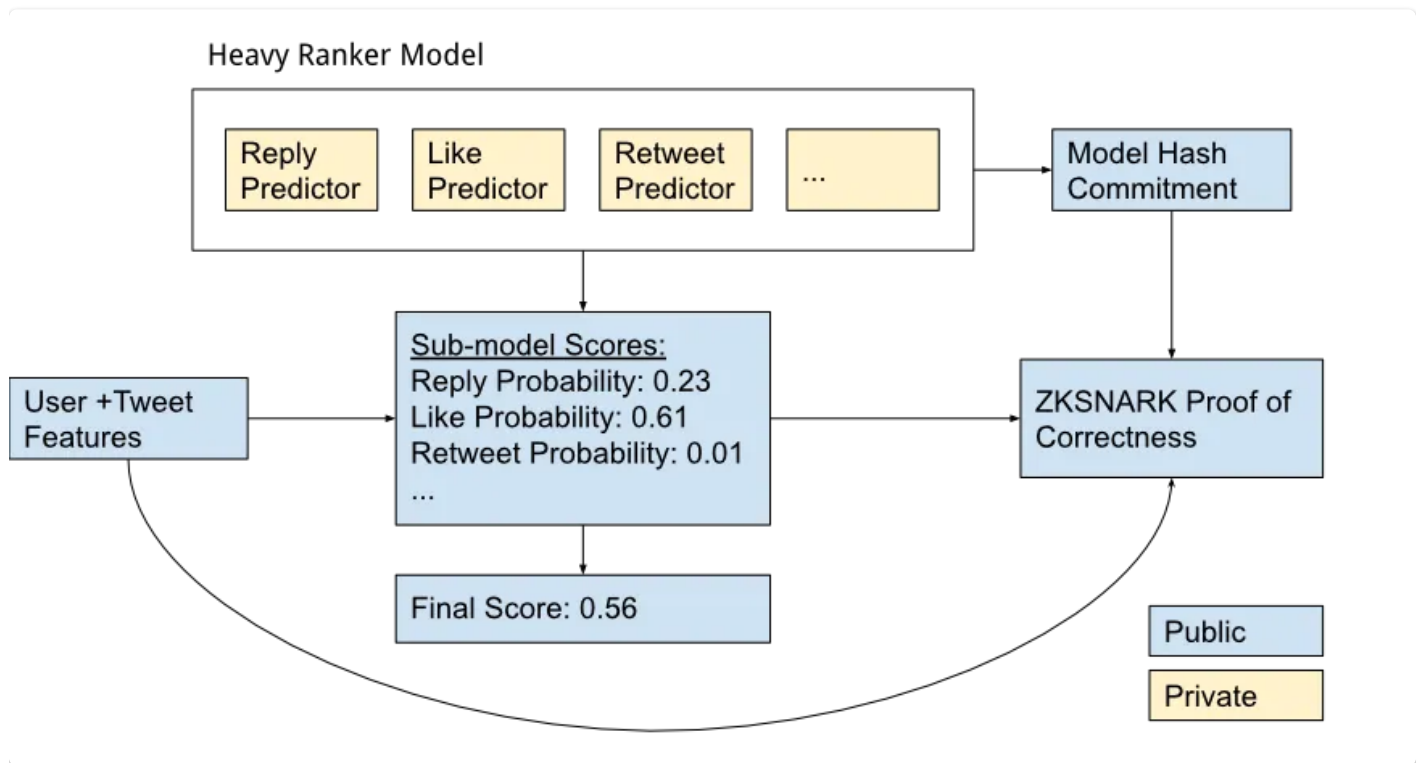 Heavy Ranker Model
Reply
Predictor
Like
Predictor
Retweet
Predictor
...
Model Hash
Commitment
Sub-model Scores:
Reply Probability: 0.23
Like Probability: 0.61
Retweet Probability: 0.01
...
User +Tweet
Features
ZKSNARK Proof of
Correctness
Final Score: 0.56
Public
Private